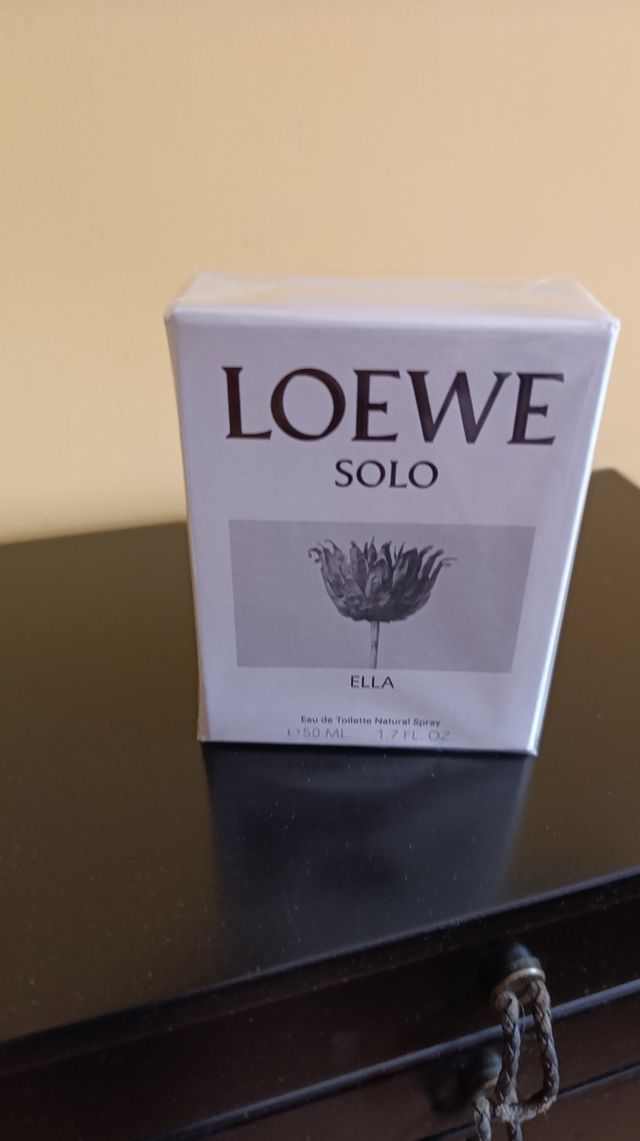 LOEWE
SOLO
ELLA
Eau de Toilette Natural Spray
℮50 ML 1.7 FL. OZ